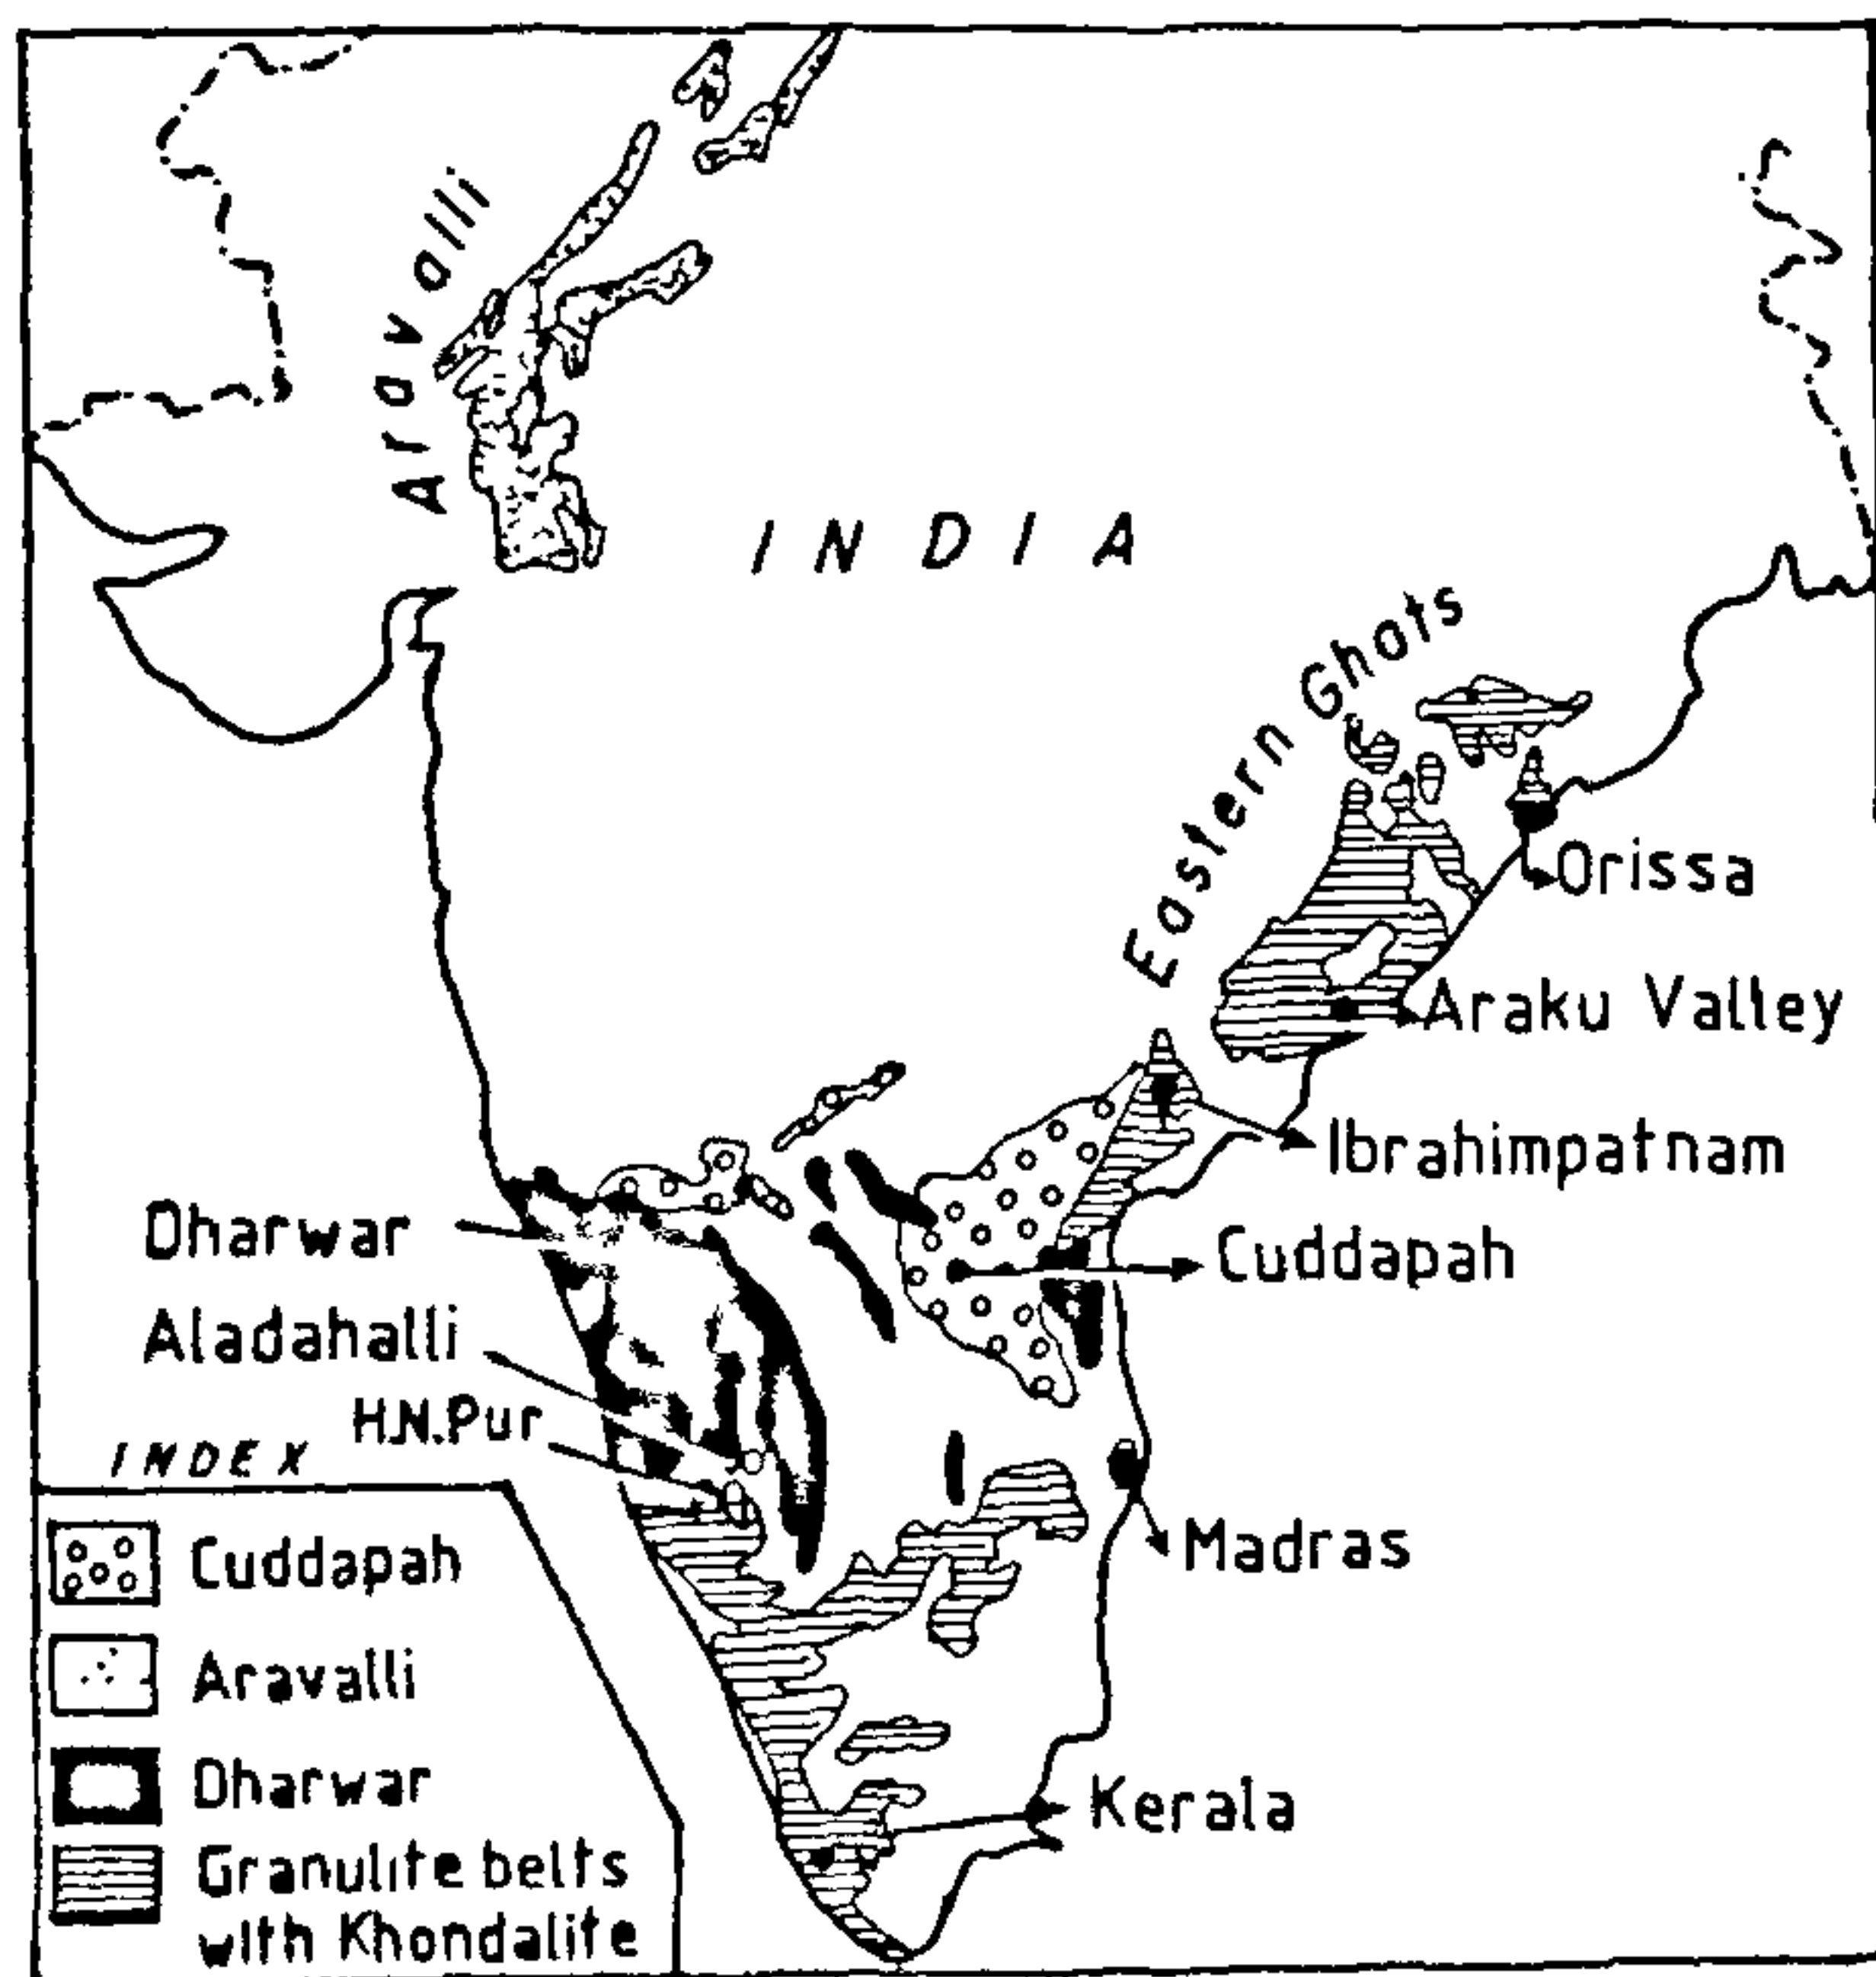 Aravalli
INDIA
Eastern Ghats
Orissa
Araku Valley
Ibrahimpatnam
Dharwar
Cuddapah
Aladahalli
H.N.Pur
Madras
Kerala
INDEX
Cuddapah
Aravalli
Dharwar
Granulite belts
with Khondalite